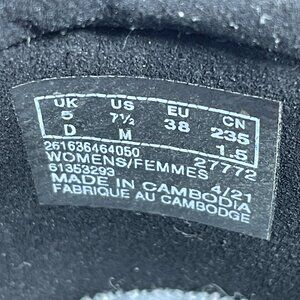 UK US EU CN
5 7½ 38 235
D M 1.5
261636464050 27772
WOMENS/FEMMES
61353293 4/21
MADE IN CAMBODIA
FABRIQUE AU CAMBODGE